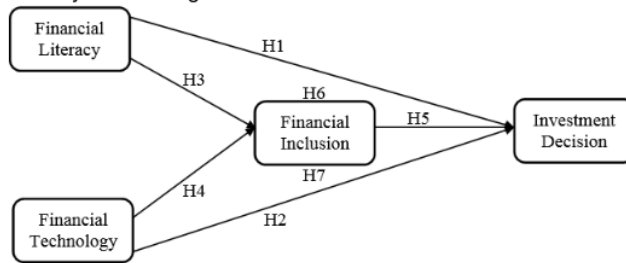 Financial
Literacy
H1
H3
H6
Financial
Inclusion
H5
Investment
Decision
H4
H7
Financial
Technology
H2